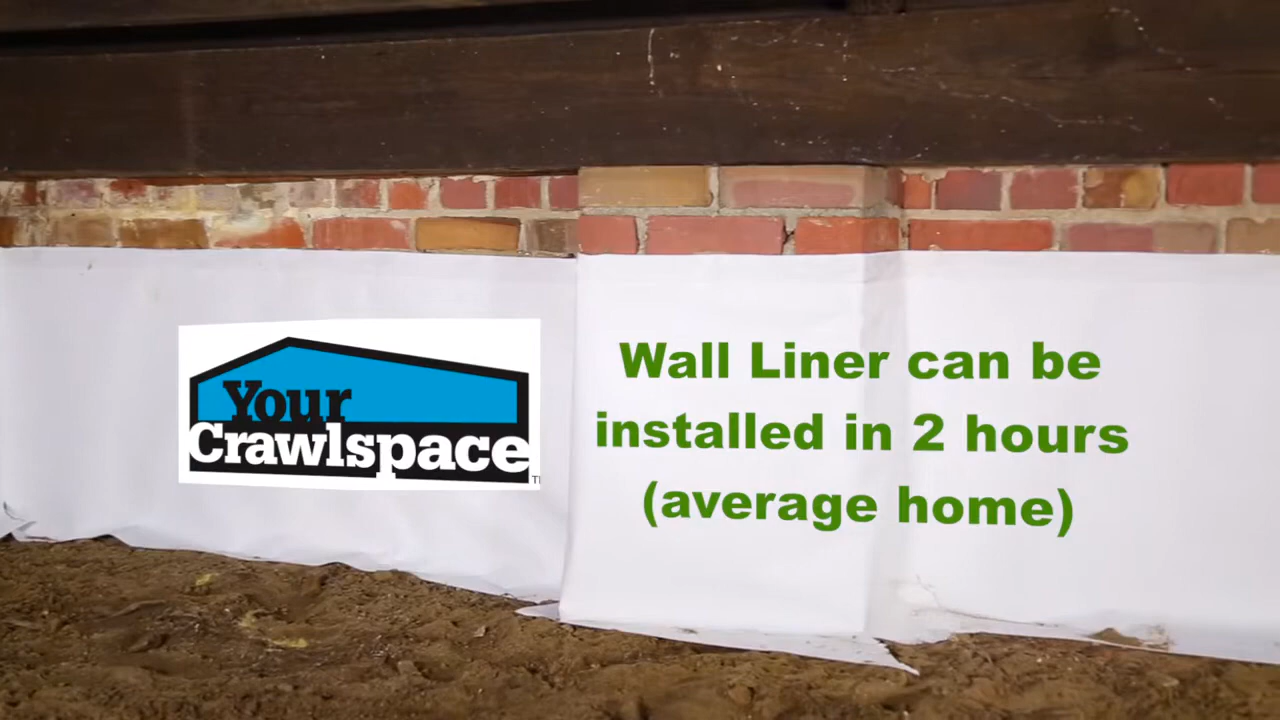 Your
Crawlspace
Wall Liner can be
installed in 2 hours
(average home)